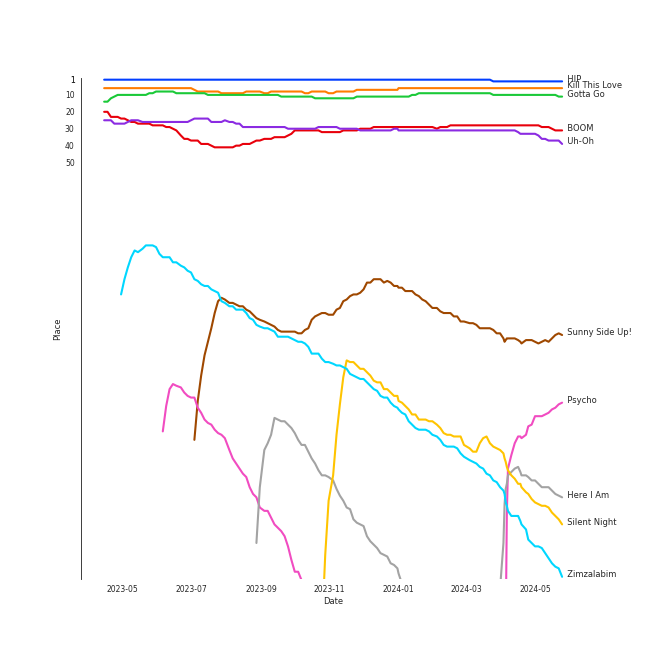 1
10
20
30
40
50
Place
HIP
Kill This Love
Gotta Go
BOOM
Uh-Oh
Sunny Side Up!
Psycho
Here I Am
Silent Night
Zimzalabim
2023-05
2023-07
2023-09
2023-11
2024-01
2024-03
2024-05
Date